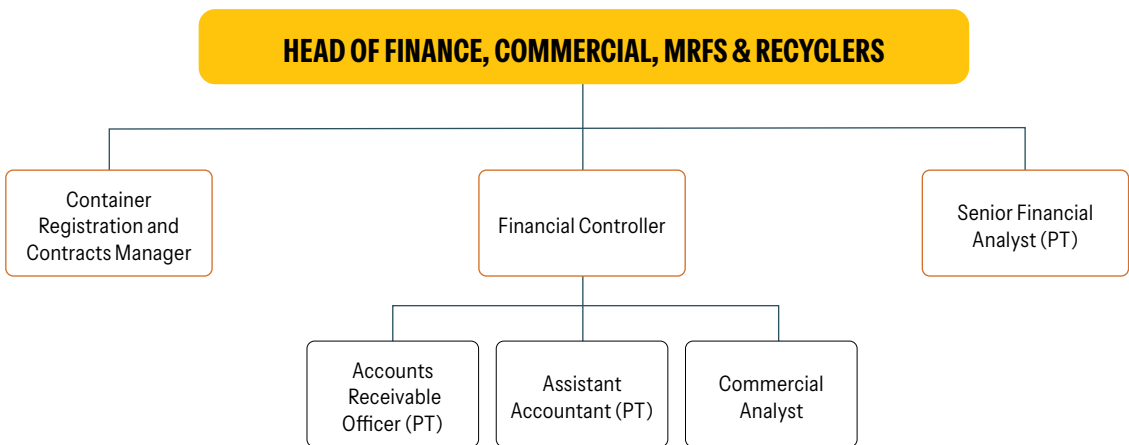 HEAD OF FINANCE, COMMERCIAL, MRFS & RECYCLERS
Container
Registration and
Contracts Manager
Financial Controller
Senior Financial
Analyst (PT)
Accounts
Receivable
Officer (PT)
Assistant
Accountant (PT)
Commercial
Analyst